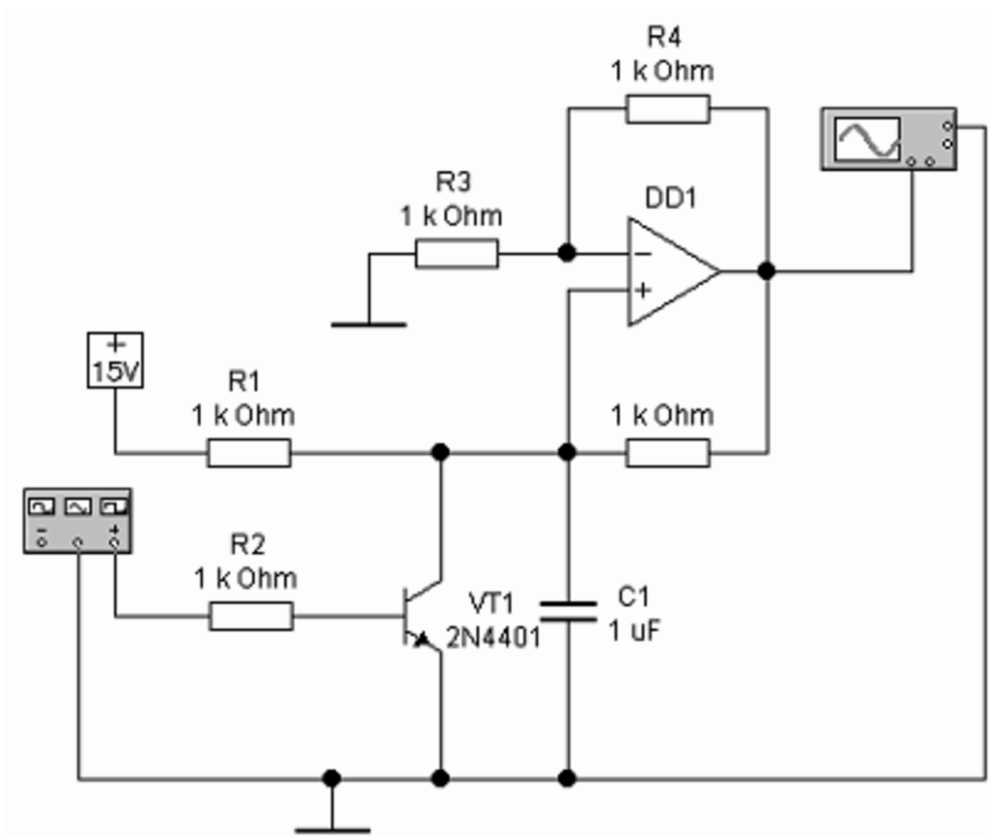 R4
1 k Ohm
R3
1 k Ohm
DD1
−
+
+
15V
R1
1 k Ohm
1 k Ohm
− +
R2
1 k Ohm
VT1
2N4401
C1
1 uF